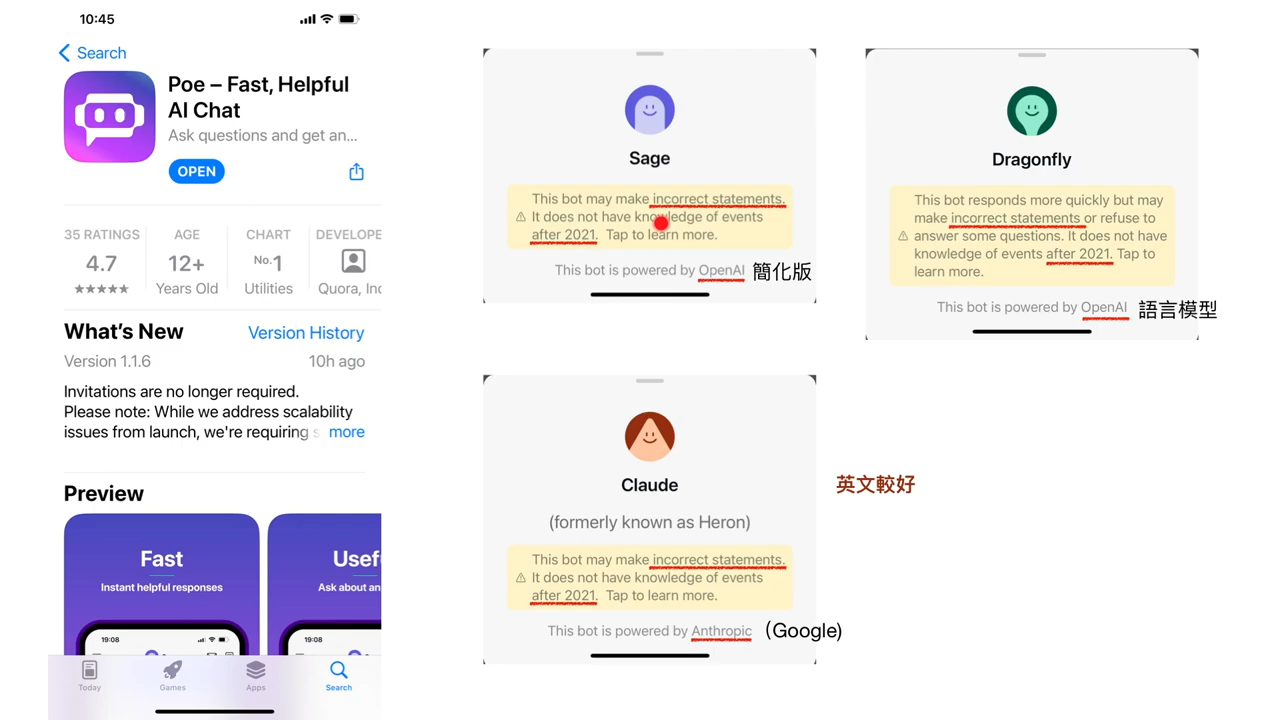 10:45
Search
Poe – Fast, Helpful
AI Chat
Ask questions and get an...
OPEN
35 RATINGS
4.7
AGE
12+
Years Old
CHART
No.1
Utilities
DEVELOPE
Quora, Inc
What's New
Version History
Version 1.1.6
10h ago
Invitations are no longer required.
Please note: While we address scalability
issues from launch, we're requiring s
more
Preview
Fast
Instant helpful responses
19:08
Usef
Ask about an
19:08
Today
Games
Apps
Search
Sage
This bot may make incorrect statements.
It does not have knowledge of events
after 2021. Tap to learn more.
This bot is powered by OpenAI
簡化版
Dragonfly
This bot responds more quickly but may
make incorrect statements or refuse to
answer some questions. It does not have
knowledge of events after 2021. Tap to
learn more.
This bot is powered by OpenAI
語言模型
Claude
(formerly known as Heron)
This bot may make incorrect statements.
It does not have knowledge of events
after 2021. Tap to learn more.
This bot is powered by Anthropic
（Google)
英文較好